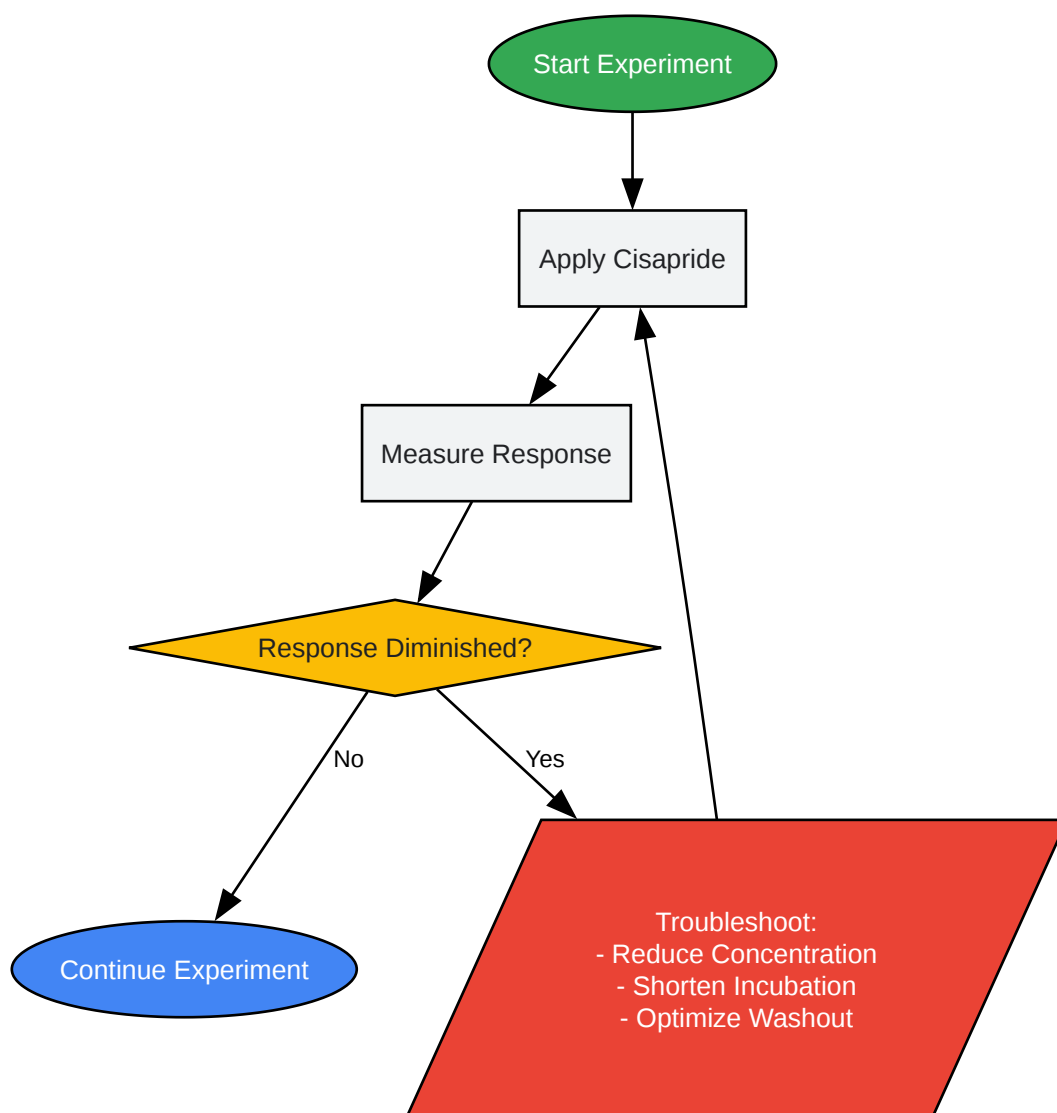 Start Experiment
Apply Cisapride
Measure Response
Response Diminished?
No
Yes
Continue Experiment
Troubleshoot:
- Reduce Concentration
- Shorten Incubation
- Optimize Washout